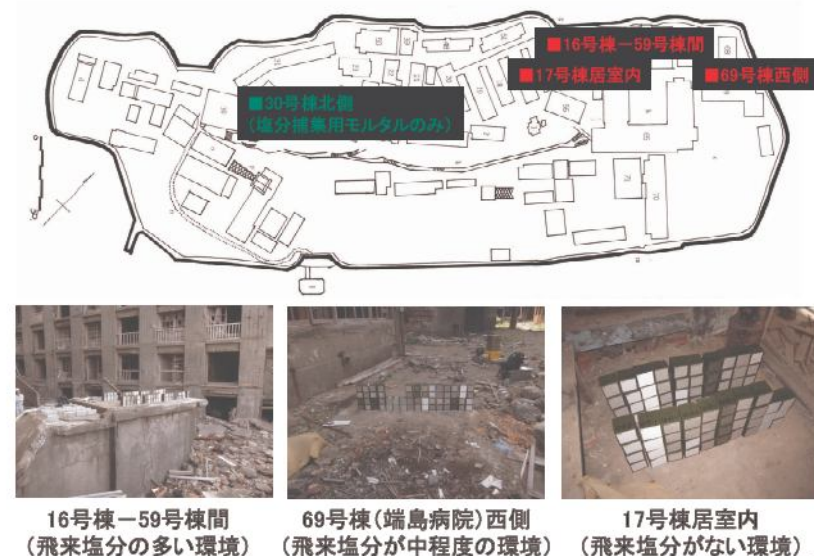 ■16号棟－59号棟間
■17号棟居室内
■69号棟西側
■30号棟北側
(塩分捕集用モルタルのみ)
16号棟－59号棟間
(飛来塩分の多い環境)
69号棟(端島病院)西側
(飛来塩分が中程度の環境)
17号棟居室内
(飛来塩分がない環境)